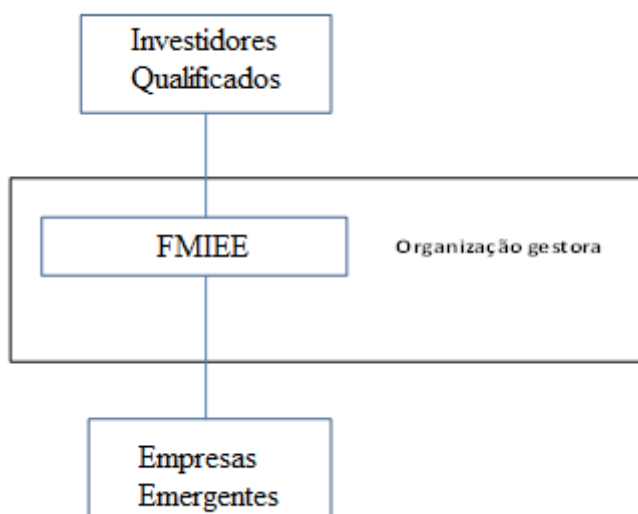 Investidores
Qualificados
FMIEE
Organização gestora
Empresas
Emergentes